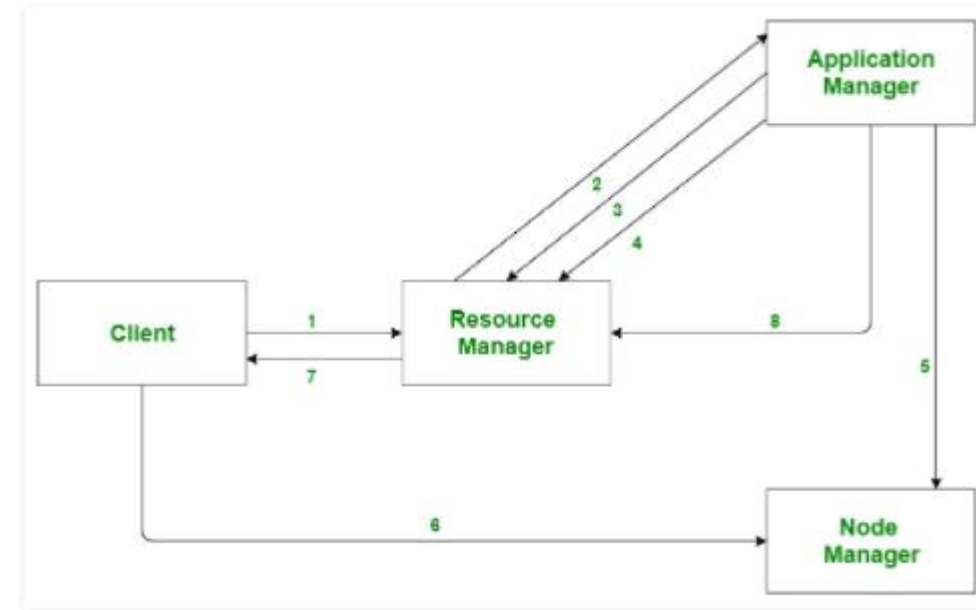 Application
Manager
2
3
4
Client
1
7
Resource
Manager
8
5
6
Node
Manager